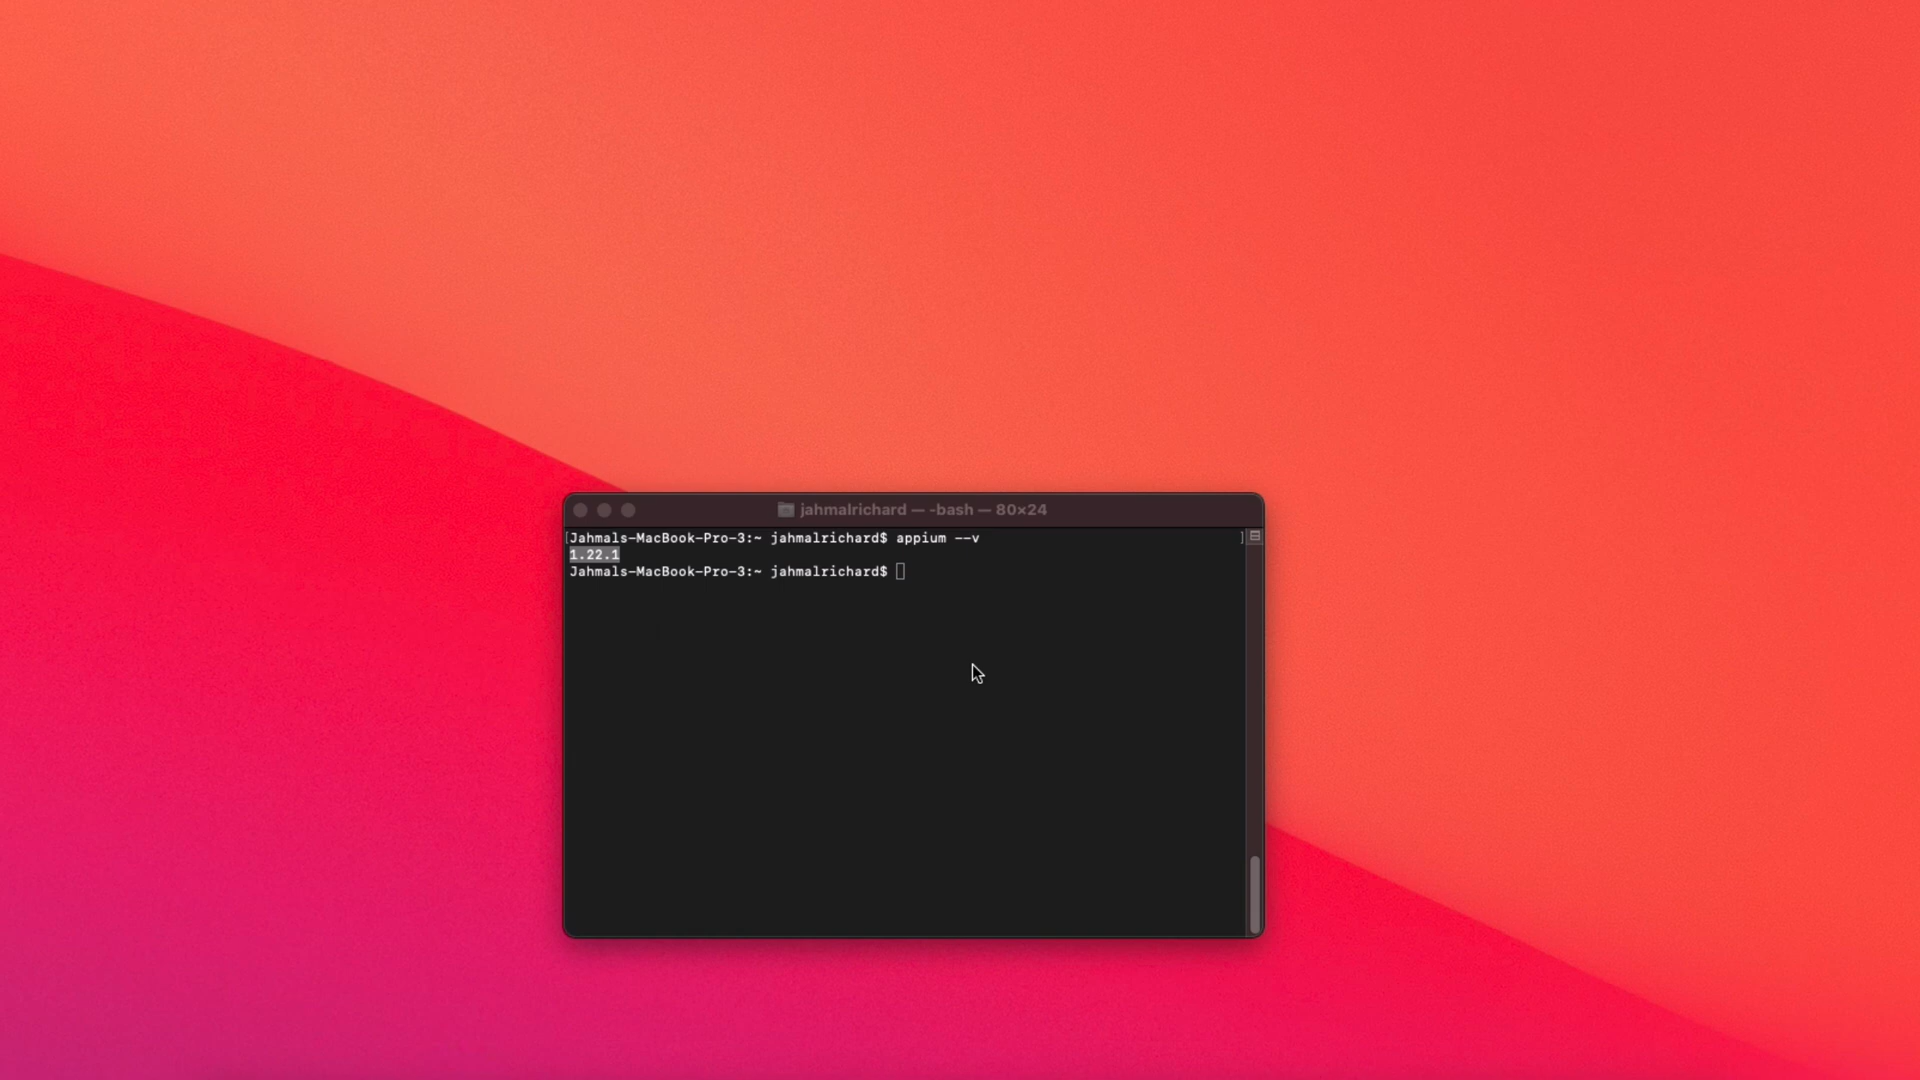 jahmalrichard — -bash — 80×24
[Jahmals-MacBook-Pro-3:~ jahmalrichard$ appium --v ]
1.22.1
Jahmals-MacBook-Pro-3:~ jahmalrichard$